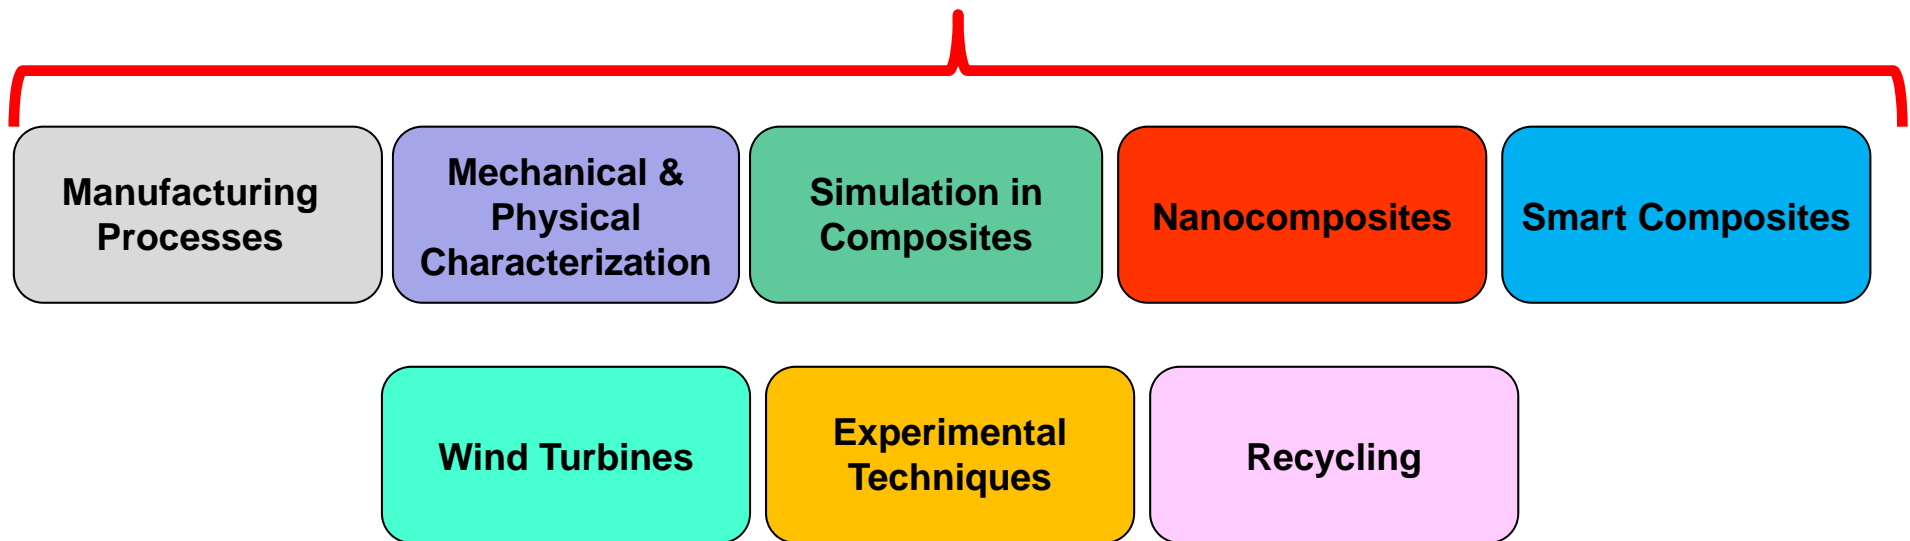 Manufacturing
Processes
Mechanical &
Physical
Characterization
Simulation in
Composites
Nanocomposites
Smart Composites
Wind Turbines
Experimental
Techniques
Recycling